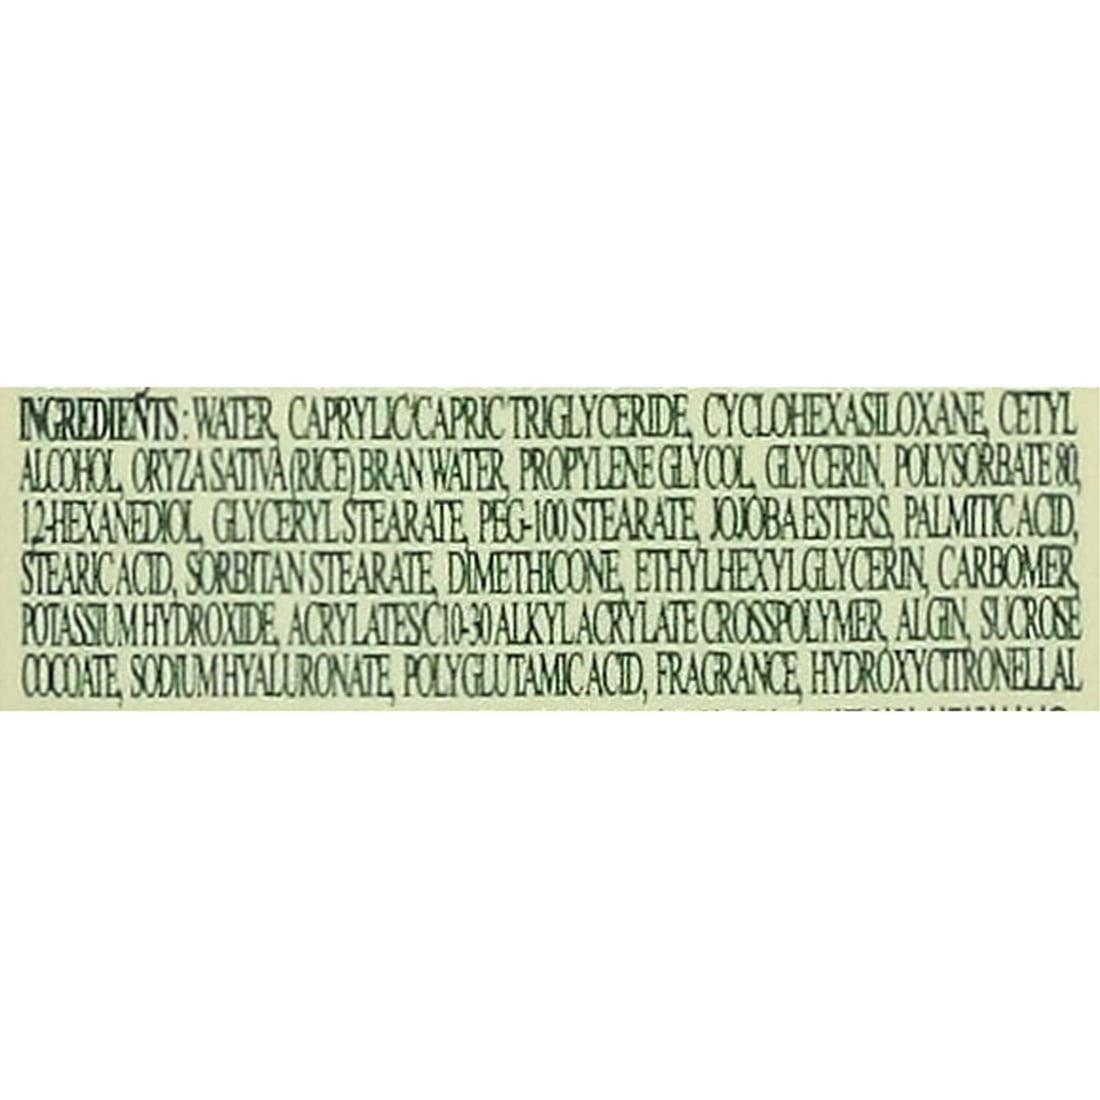 INGREDIENTS: WATER, CAPRYLIC/CAPRIC TRIGLYCERIDE, CYCLOHEXASILOXANE, CETYL
ALCOHOL, ORYZA SATIVA (RICE) BRAN WATER, PROPYLENE GLYCOL, GLYCERIN, POLYSORBATE 80,
1,2-HEXANEDIOL, GLYCERYL STEARATE, PEG-100 STEARATE, JOJOBA ESTERS, PALMITIC ACID,
STEARIC ACID, SORBITAN STEARATE, DIMETHICONE, ETHYLHEXYLGLYCERIN, CARBOMER,
POTASSIUM HYDROXIDE, ACRYLATES/C10-30 ALKYL ACRYLATE CROSSPOLYMER, ALGIN, SUCROSE
COCOATE, SODIUM HYALURONATE, POLYGLUTAMIC ACID, FRAGRANCE, HYDROXYCITRONELLAL